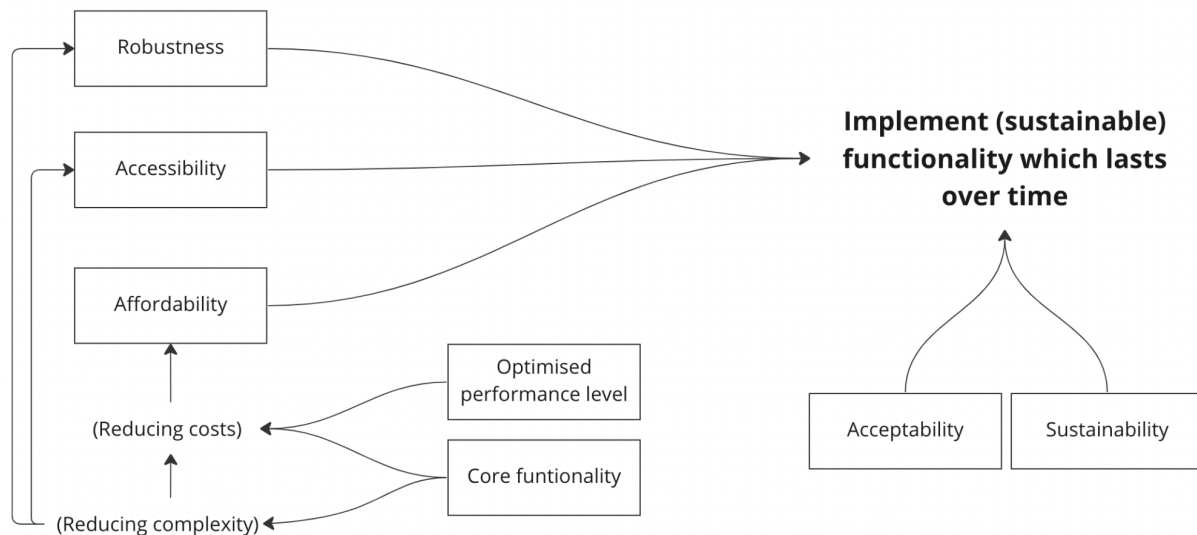 Robustness
Accessibility
Affordability
Implement (sustainable)
functionality which lasts
over time
Optimised
performance level
(Reducing costs)
Core funtionality
Acceptability
Sustainability
(Reducing complexity)